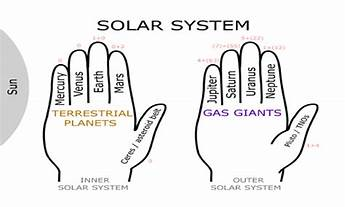 SOLAR SYSTEM
Sun
Mercury
Venus
Earth
Mars
Ceres / asteroid belt
TERRESTRIAL
PLANETS
INNER
SOLAR SYSTEM
Jupiter
Saturn
Uranus
Neptune
Pluto / TNOs
GAS GIANTS
OUTER
SOLAR SYSTEM